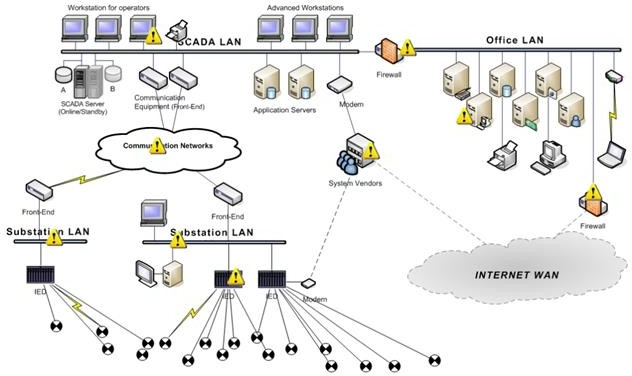 Workstation for operators
Advanced Workstations
SCADA LAN
Office LAN
Firewall
A
B
SCADA Server
(Online/Standby)
Communication
Equipment (Front-End)
Application Servers
Modern
Communication Networks
System Vendors
Front-End
Front-End
Firewall
Substation LAN
Substation LAN
INTERNET WAN
IED
IED
IED
Modern